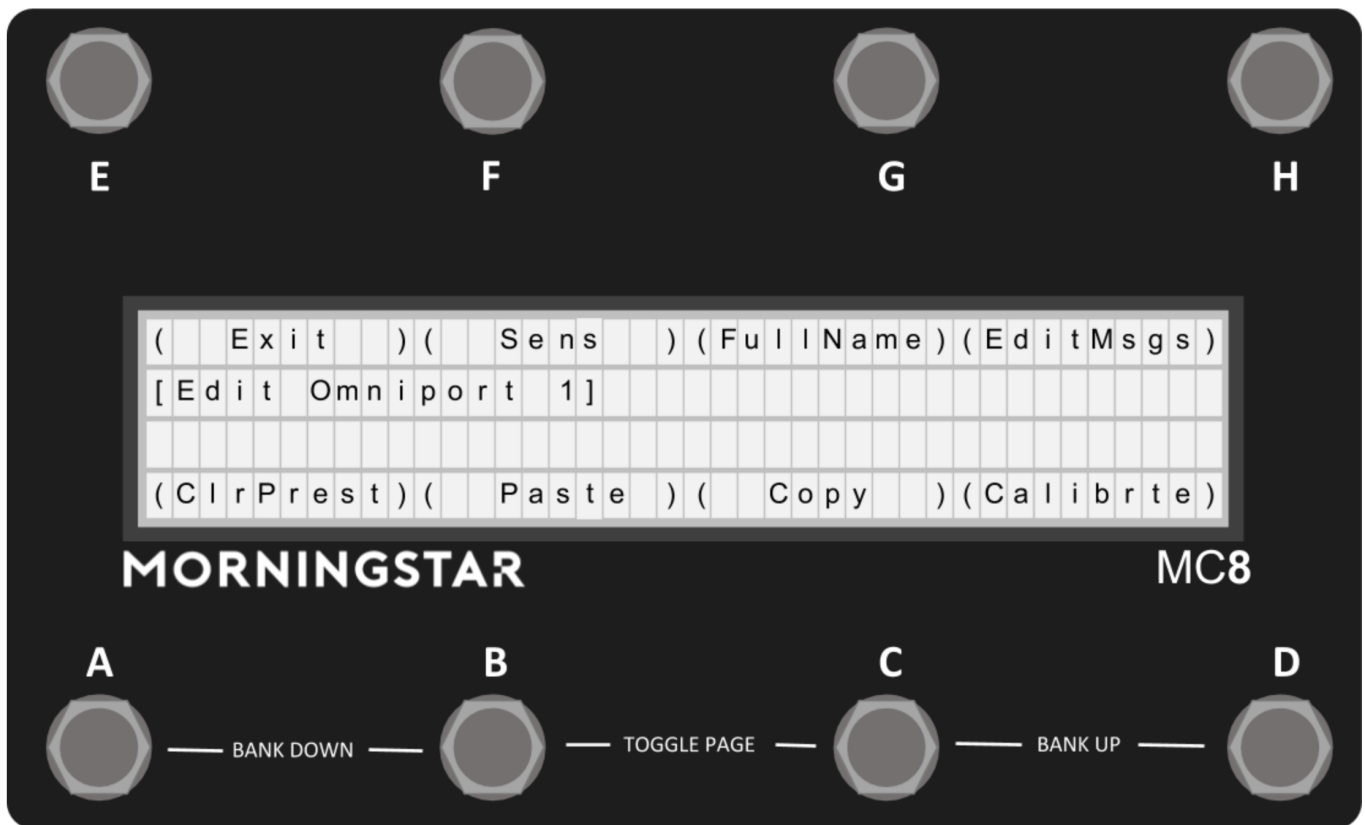 E F G H
( Exit )( Sens )(FullName)(EditMsgs)
[Edit Omniport 1]
(ClrPrest)( Paste )( Copy )(Calibrte)
MORNINGSTAR MC8
A B C D
BANK DOWN TOGGLE PAGE BANK UP